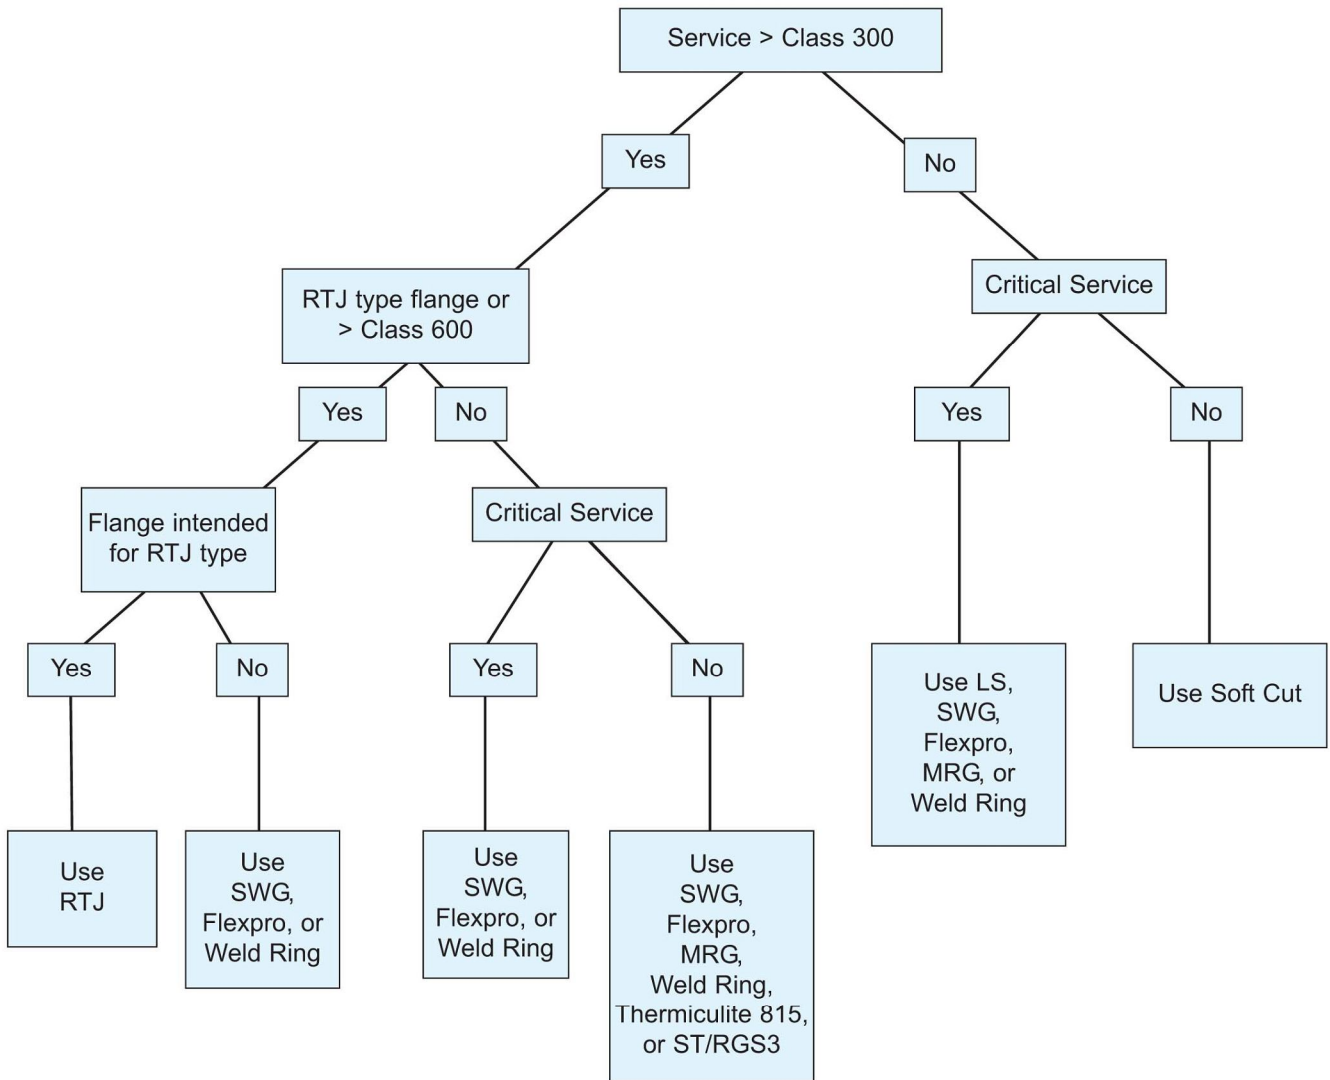 Service > Class 300
Yes
No
RTJ type flange or
> Class 600
Critical Service
Yes
No
Yes
No
Flange intended
for RTJ type
Critical Service
Yes
No
Yes
No
Use LS,
SWG,
Flexpro,
MRG, or
Weld Ring
Use Soft Cut
Use
RTJ
Use
SWG,
Flexpro, or
Weld Ring
Use
SWG,
Flexpro, or
Weld Ring
Use
SWG,
Flexpro,
MRG,
Weld Ring,
Thermiculite 815,
or ST/RGS3